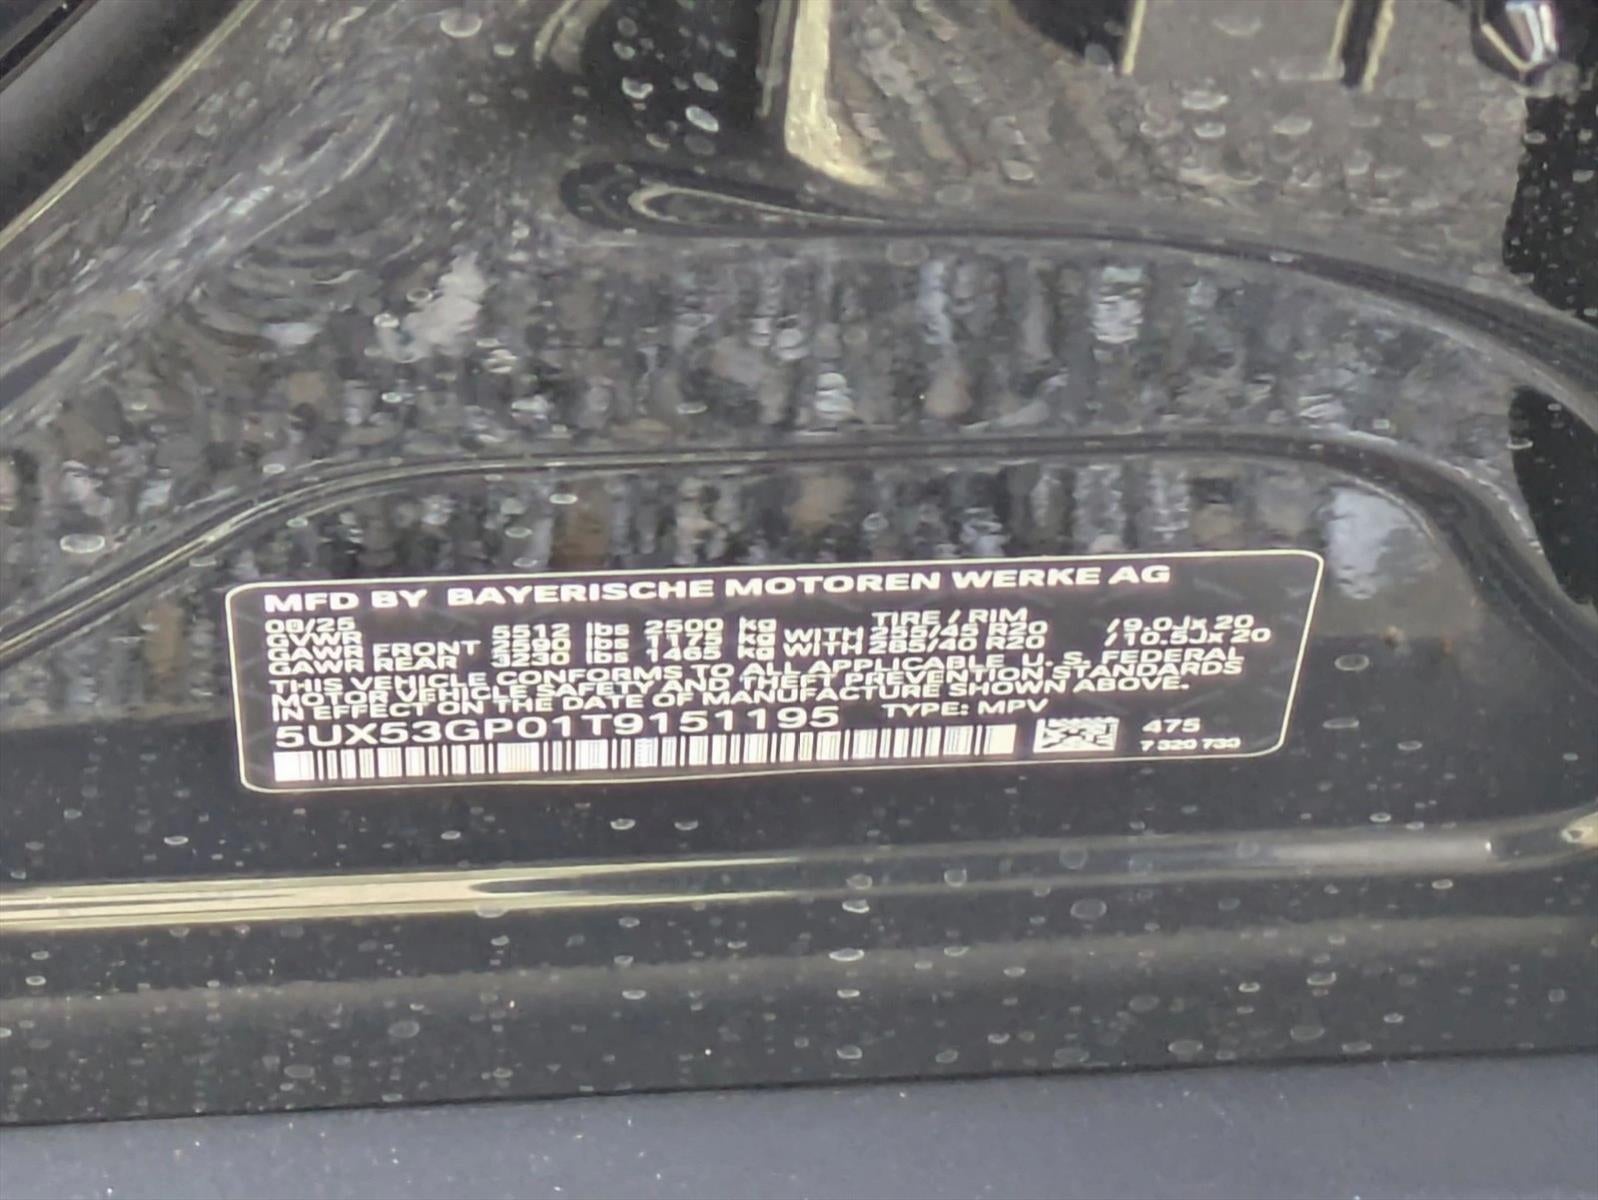 MFD BY BAYERISCHE MOTOREN WERKE AG
08/25 TIRE / RIM
GVWR 5512 lbs 2500 kg
GAWR FRONT 2590 lbs 1175 kg WITH 255/45 R20 /9.0Jx20
GAWR REAR 3230 lbs 1465 kg WITH 285/40 R20 /10.5Jx20
THIS VEHICLE CONFORMS TO ALL APPLICABLE U. S. FEDERAL
MOTOR VEHICLE SAFETY AND THEFT PREVENTION STANDARDS
IN EFFECT ON THE DATE OF MANUFACTURE SHOWN ABOVE.
5UX53GP01T9151195 TYPE: MPV
475
7 320 730